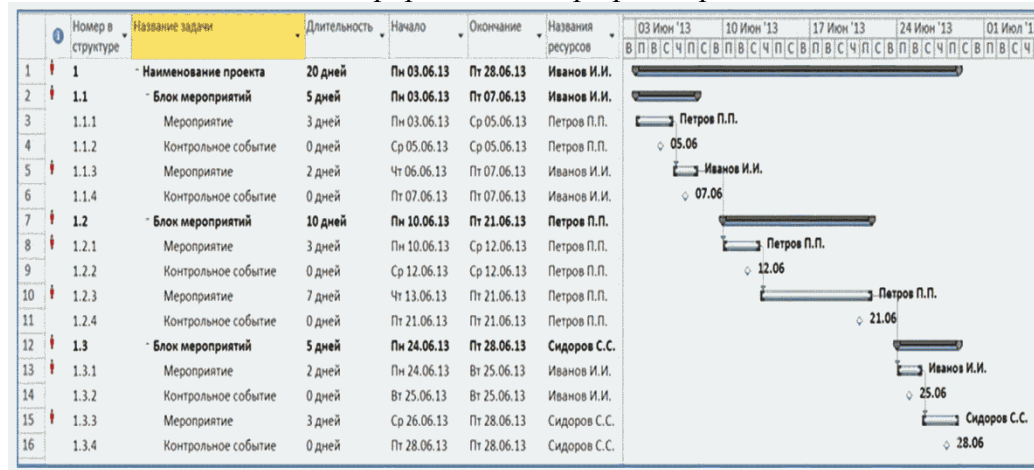 Номер в структуре Название задачи Длительность Начало Окончание Названия ресурсов 03 Июн '13 10 Июн '13 17 Июн '13 24 Июн '13 01 Июл '1
В П В С Ч П С В П В С Ч П С В П В С Ч П С В П В С Ч П С В П В С Ч
1 1 Наименование проекта 20 дней Пн 03.06.13 Пт 28.06.13 Иванов И.И.
2 1.1 Блок мероприятий 5 дней Пн 03.06.13 Пт 07.06.13 Иванов И.И.
3 1.1.1 Мероприятие 3 дней Пн 03.06.13 Ср 05.06.13 Петров П.П. Петров П.П.
4 1.1.2 Контрольное событие 0 дней Ср 05.06.13 Ср 05.06.13 Петров П.П. 05.06
5 1.1.3 Мероприятие 2 дней Чт 06.06.13 Пт 07.06.13 Иванов И.И. Иванов И.И.
6 1.1.4 Контрольное событие 0 дней Пт 07.06.13 Пт 07.06.13 Иванов И.И. 07.06
7 1.2 Блок мероприятий 10 дней Пн 10.06.13 Пт 21.06.13 Петров П.П.
8 1.2.1 Мероприятие 3 дней Пн 10.06.13 Ср 12.06.13 Петров П.П. Петров П.П.
9 1.2.2 Контрольное событие 0 дней Ср 12.06.13 Ср 12.06.13 Петров П.П. 12.06
10 1.2.3 Мероприятие 7 дней Чт 13.06.13 Пт 21.06.13 Петров П.П. Петров П.П.
11 1.2.4 Контрольное событие 0 дней Пт 21.06.13 Пт 21.06.13 Петров П.П. 21.06
12 1.3 Блок мероприятий 5 дней Пн 24.06.13 Пт 28.06.13 Сидоров С.С.
13 1.3.1 Мероприятие 2 дней Пн 24.06.13 Вт 25.06.13 Иванов И.И. Иванов И.И.
14 1.3.2 Контрольное событие 0 дней Вт 25.06.13 Вт 25.06.13 Иванов И.И. 25.06
15 1.3.3 Мероприятие 3 дней Ср 26.06.13 Пт 28.06.13 Сидоров С.С. Сидоров С.С.
16 1.3.4 Контрольное событие 0 дней Пт 28.06.13 Пт 28.06.13 Сидоров С.С. 28.06